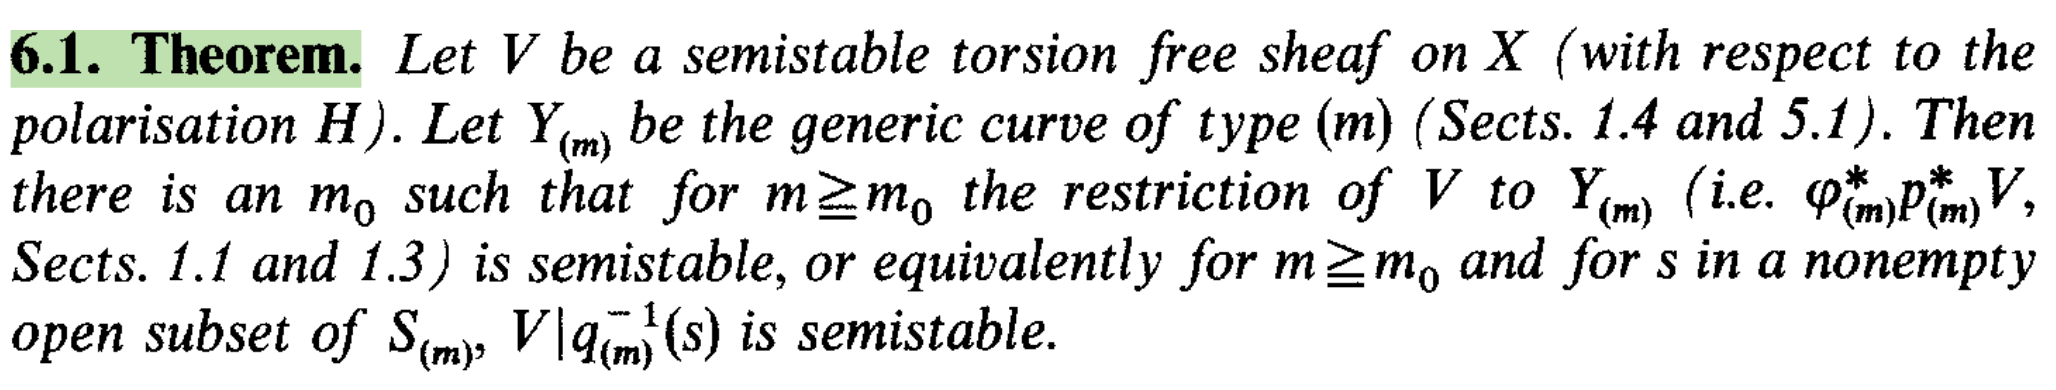 6.1. Theorem. Let V be a semistable torsion free sheaf on X (with respect to the
polarisation H). Let Y_(m) be the generic curve of type (m) (Sects. 1.4 and 5.1). Then
there is an m_0 such that for m≧m_0 the restriction of V to Y_(m) (i.e. φ*_(m)p*_(m)V,
Sects. 1.1 and 1.3) is semistable, or equivalently for m≧m_0 and for s in a nonempty
open subset of S_(m), V|q_(m)^{-1}(s) is semistable.